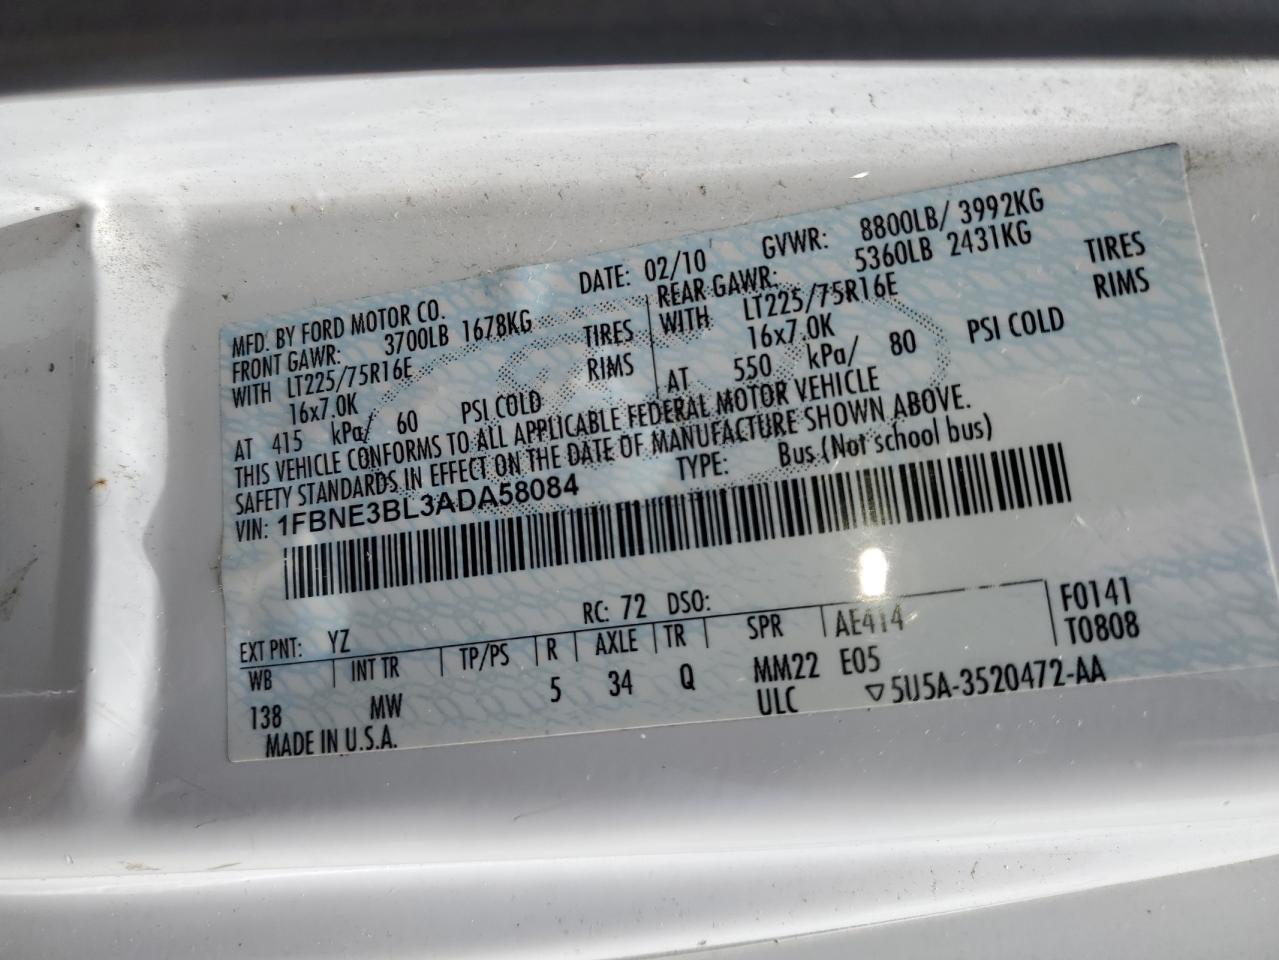 MFD. BY FORD MOTOR CO.
DATE: 02/10 GVWR: 8800LB/ 3992KG
FRONT GAWR: 3700LB 1678KG
WITH LT225/75R16E TIRES
16x7.0K RIMS
AT 415 kPa/ 60 PSI COLD
REAR GAWR: 5360LB 2431KG
WITH LT225/75R16E TIRES
16x7.0K RIMS
AT 550 kPa/ 80 PSI COLD
THIS VEHICLE CONFORMS TO ALL APPLICABLE FEDERAL MOTOR VEHICLE
SAFETY STANDARDS IN EFFECT ON THE DATE OF MANUFACTURE SHOWN ABOVE.
VIN: 1FBNE3BL3ADA58084 TYPE: Bus (Not school bus)
EXT PNT: YZ RC: 72 DSO:
WB INT TR TP/PS R AXLE TR SPR AE414 F0141
138 MW 5 34 Q MM22 E05 T0808
MADE IN U.S.A. ULC ▽5U5A-3520472-AA